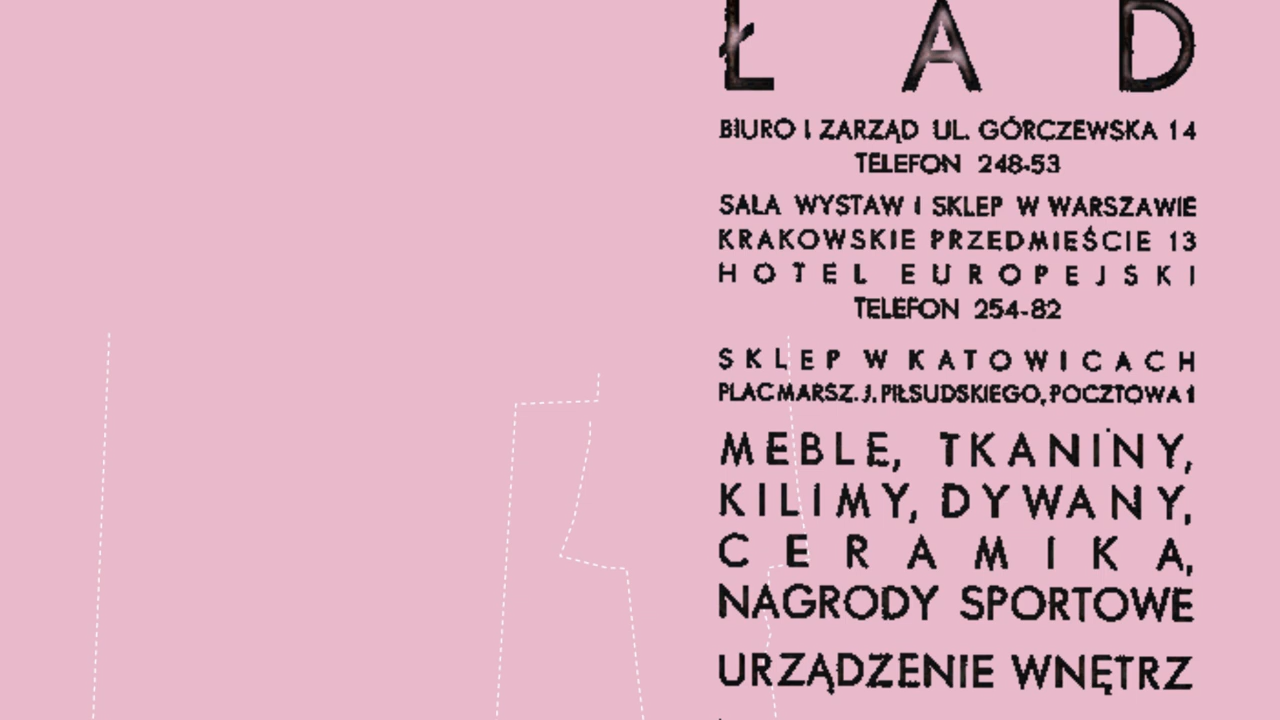 ŁAD
BIURO I ZARZĄD UL. GÓRCZEWSKA 14
TELEFON 248-53
SALA WYSTAW I SKLEP W WARSZAWIE
KRAKOWSKIE PRZEDMIEŚCIE 13
HOTEL EUROPEJSKI
TELEFON 254-82
SKLEP W KATOWICACH
PLAC MARSZ. J. PIŁSUDSKIEGO, POCZTOWA 1
MEBLE, TKANINY,
KILIMY, DYWANY,
CERAMIKA,
NAGRODY SPORTOWE
URZĄDZENIE WNĘTRZ